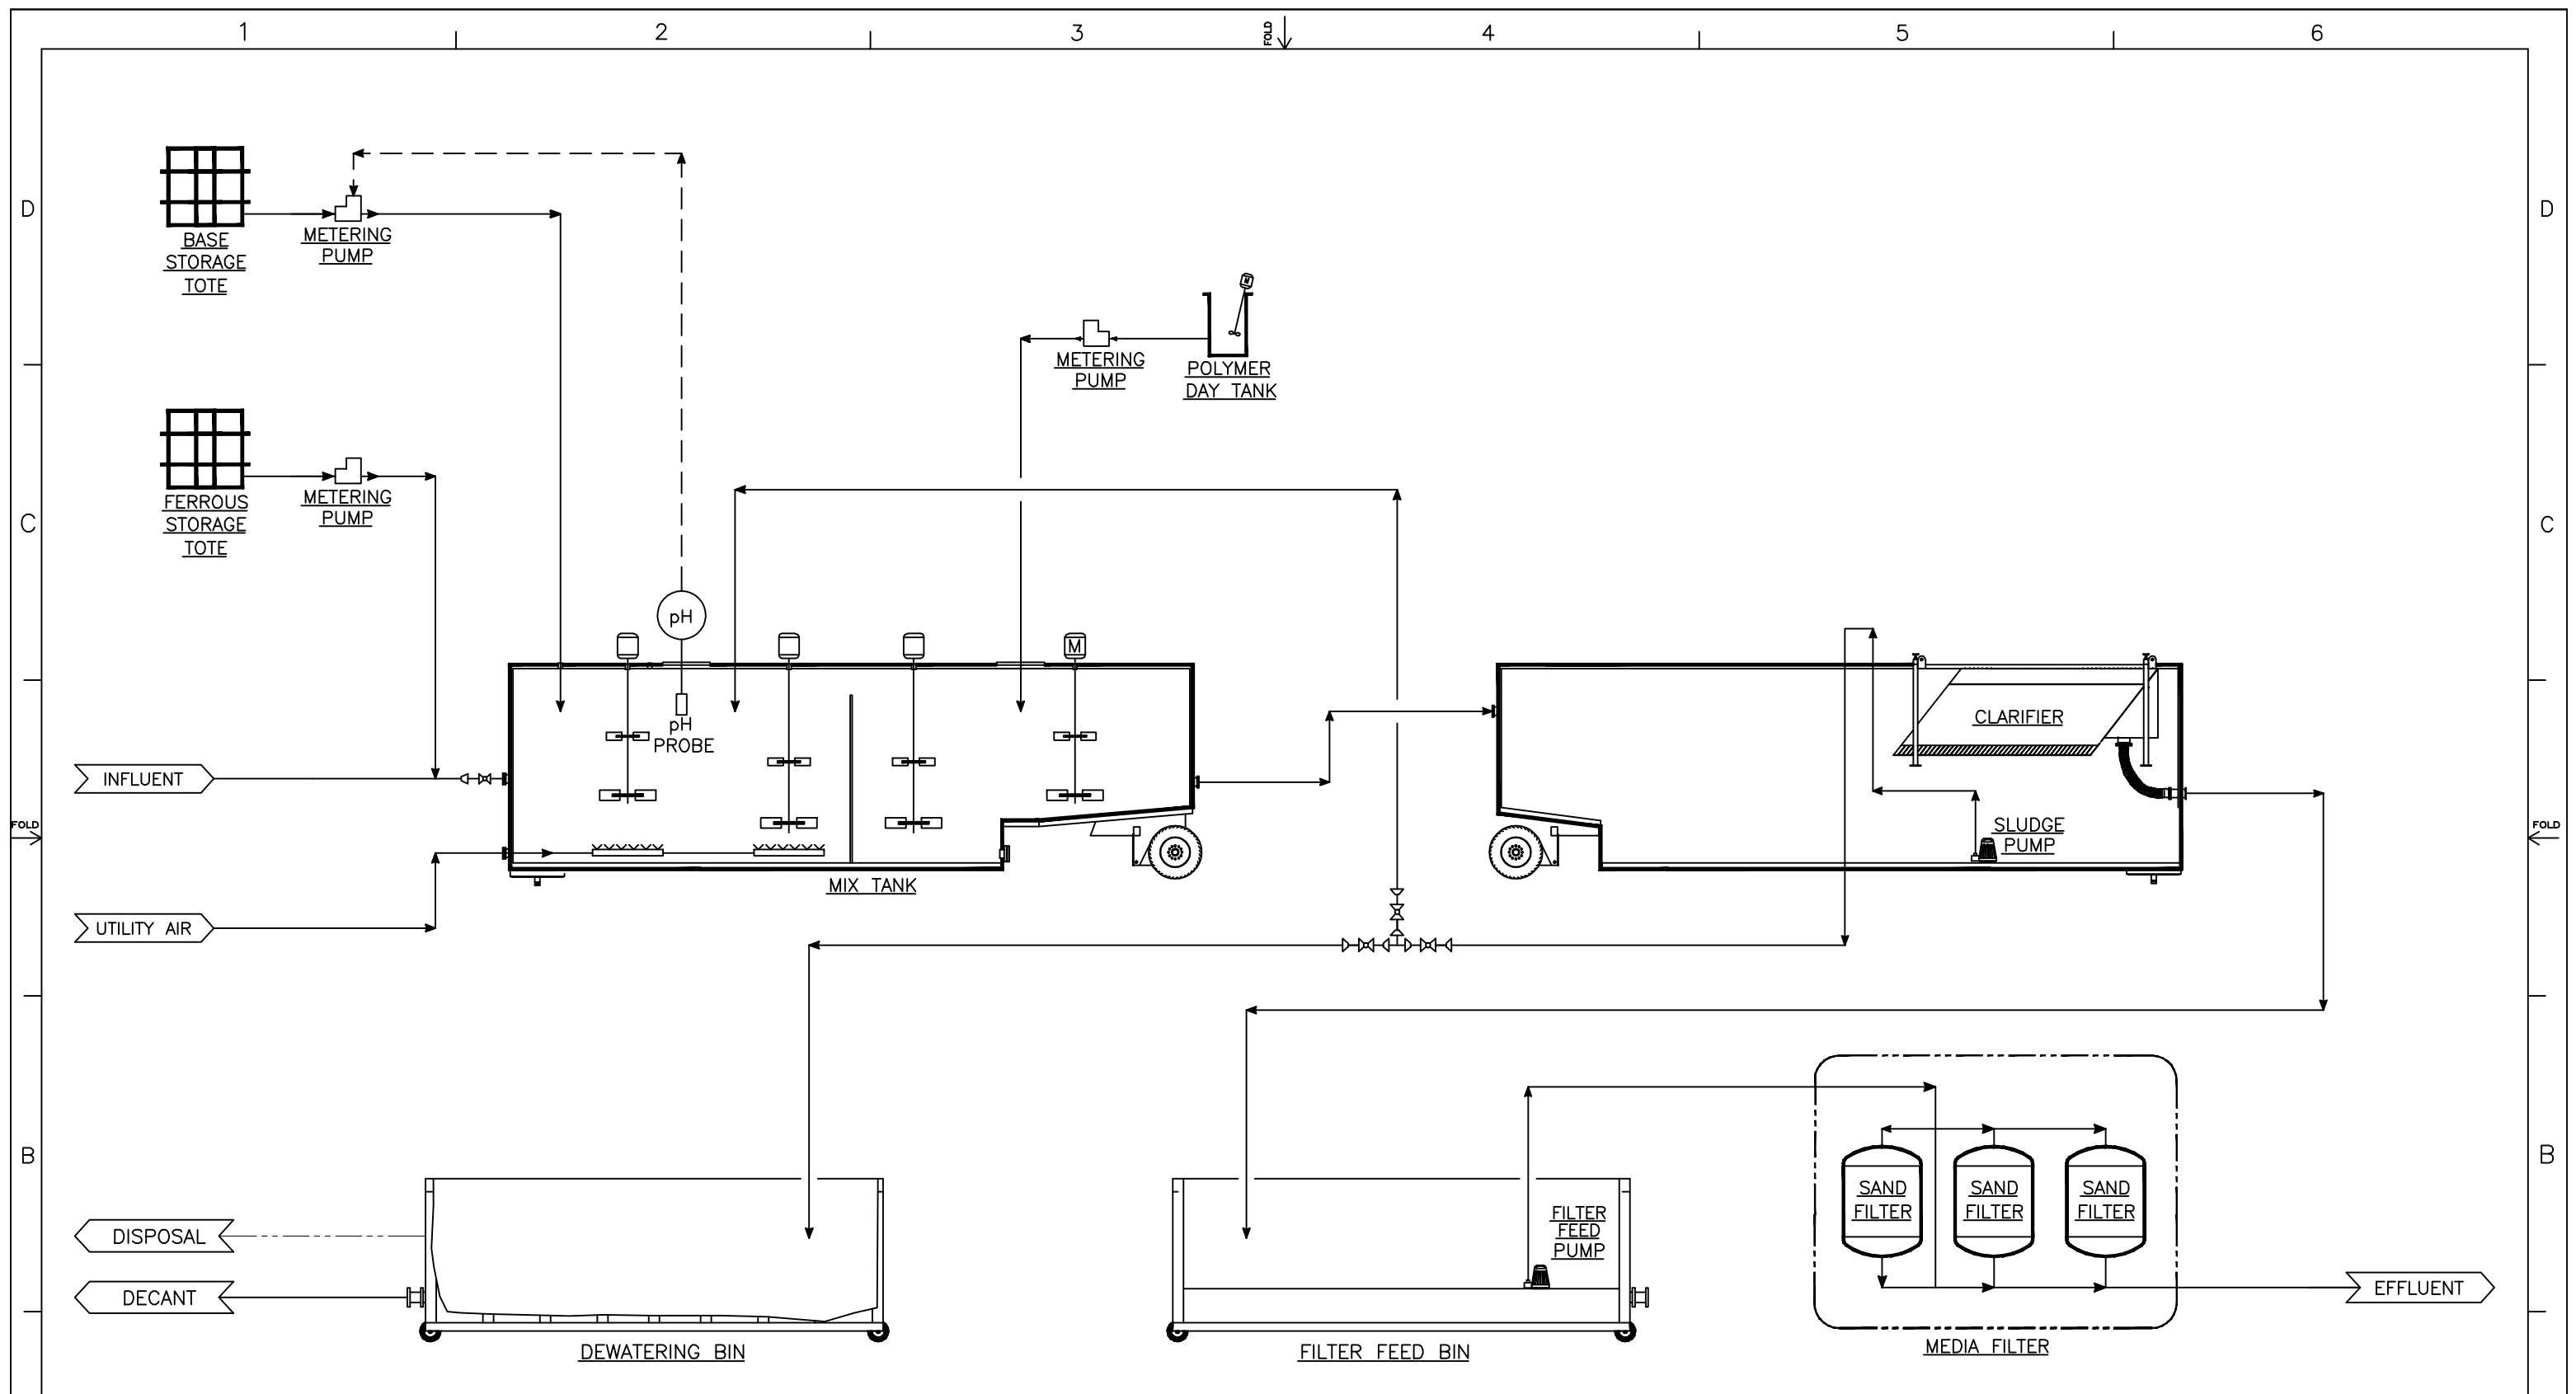 1 2 3 FOLD 4 5 6
D D
BASE
STORAGE
TOTE
METERING
PUMP
M
METERING
PUMP
POLYMER
DAY TANK
C C
FERROUS
STORAGE
TOTE
METERING
PUMP
pH
M
pH
PROBE
CLARIFIER
INFLUENT
FOLD
SLUDGE
PUMP
FOLD
MIX TANK
UTILITY AIR
B B
DISPOSAL
DECANT
DEWATERING BIN
FILTER
FEED
PUMP
FILTER FEED BIN
SAND
FILTER
SAND
FILTER
SAND
FILTER
EFFLUENT
MEDIA FILTER